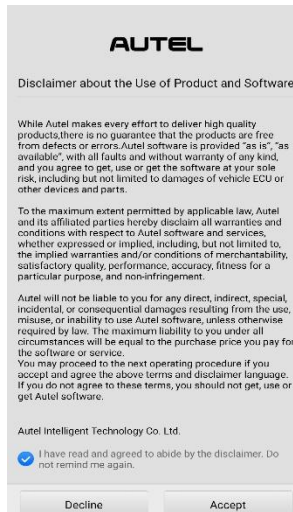 AUTEL
Disclaimer about the Use of Product and Software
While Autel makes every effort to deliver high quality
products,there is no guarantee that the products are free
from defects or errors.Autel software is provided "as is", "as
available", with all faults and without warranty of any kind,
and you agree to get, use or get the software at your sole
risk, including but not limited to damages of vehicle ECU or
other devices and parts.
To the maximum extent permitted by applicable law, Autel
and its affiliated parties hereby disclaim all warranties and
conditions with respect to Autel software and services,
whether expressed or implied, including, but not limited to,
the implied warranties and/or conditions of merchantability,
satisfactory quality, performance, accuracy, fitness for a
particular purpose, and non-infringement.
Autel will not be liable to you for any direct, indirect, special,
incidental, or consequential damages resulting from the use,
misuse, or inability to use Autel software, unless otherwise
required by law. The maximum liability to you under all
circumstances will be equal to the purchase price you pay for
the software or service.
You may proceed to the next operating procedure if you
accept and agree the above terms and disclaimer language.
If you do not agree to these terms, you should not get, use or
get Autel software.
Autel Intelligent Technology Co. Ltd.
I have read and agreed to abide by the disclaimer. Do
not remind me again.
Decline Accept